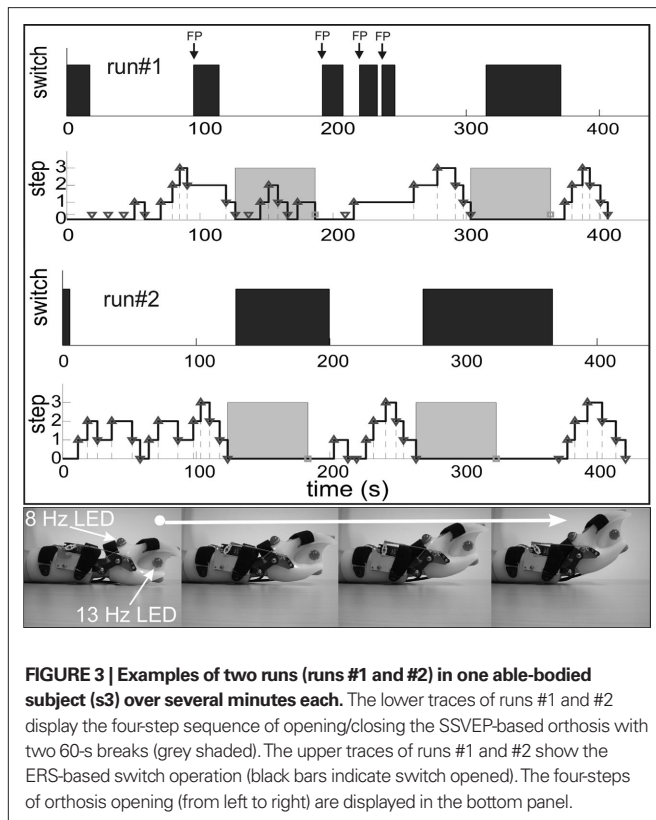 FP FP FP FP
switch
run#1
0 100 200 300 400
step
3
2
1
0
0 100 200 300 400
switch
run#2
0 100 200 300 400
step
3
2
1
0
0 100 200 300 400
time (s)
8 Hz LED
13 Hz LED
FIGURE 3 | Examples of two runs (runs #1 and #2) in one able-bodied
subject (s3) over several minutes each. The lower traces of runs #1 and #2
display the four-step sequence of opening/closing the SSVEP-based orthosis with
two 60-s breaks (grey shaded). The upper traces of runs #1 and #2 show the
ERS-based switch operation (black bars indicate switch opened). The four-steps
of orthosis opening (from left to right) are displayed in the bottom panel.